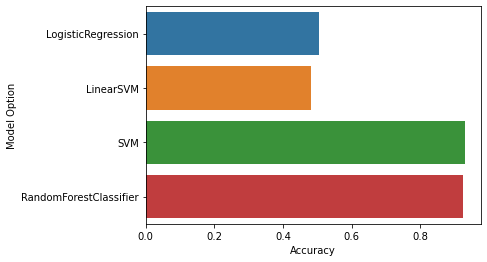 LogisticRegression
LinearSVM
SVM
RandomForestClassifier
Model Option
0.0 0.2 0.4 0.6 0.8
Accuracy